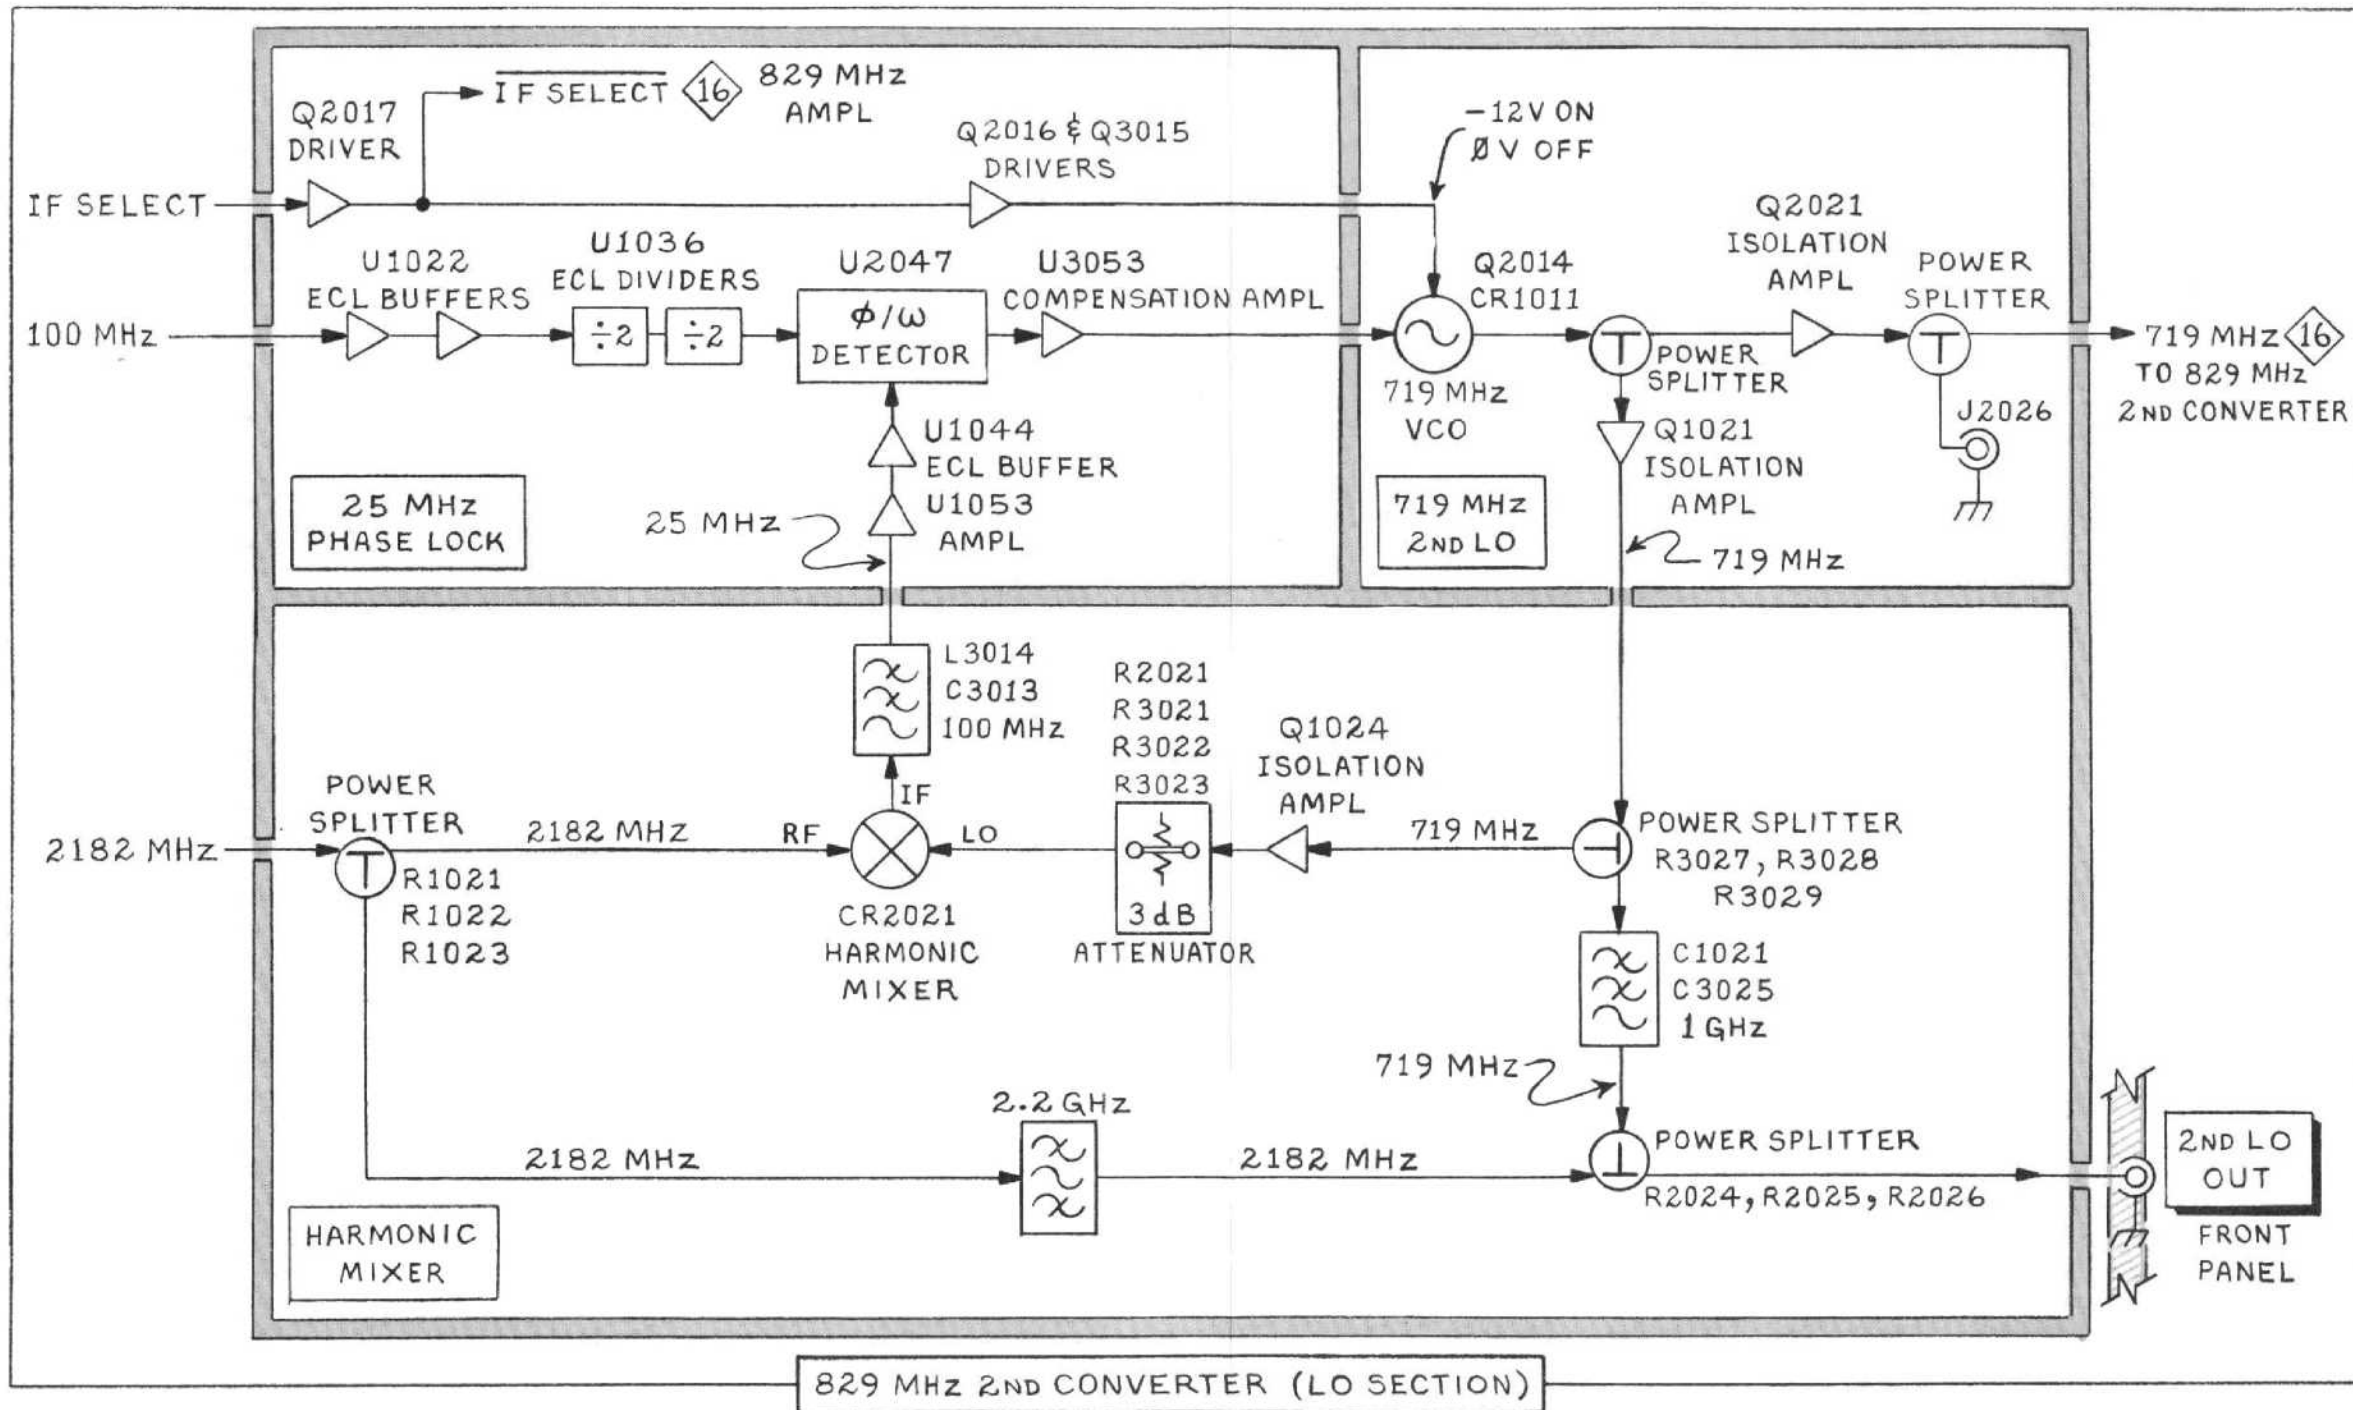 Q2017
DRIVER
IF SELECT
16
829 MHz
AMPL
Q2016 & Q3015
DRIVERS
-12V ON
ØV OFF
IF SELECT
100 MHz
U1022
ECL BUFFERS
U1036
ECL DIVIDERS
÷2
÷2
U2047
ϕ/ω
DETECTOR
U3053
COMPENSATION AMPL
U1044
ECL BUFFER
U1053
AMPL
25 MHz
25 MHz
PHASE LOCK
Q2014
CR1011
719 MHz
VCO
POWER
SPLITTER
Q2021
ISOLATION
AMPL
POWER
SPLITTER
719 MHz 16
TO 829 MHz
2ND CONVERTER
J2026
Q1021
ISOLATION
AMPL
719 MHz
2ND LO
719 MHz
L3014
C3013
100 MHz
R2021
R3021
R3022
R3023
3dB
ATTENUATOR
Q1024
ISOLATION
AMPL
719 MHz
POWER SPLITTER
R3027, R3028
R3029
2182 MHz
POWER
SPLITTER
R1021
R1022
R1023
2182 MHz
RF
IF
LO
CR2021
HARMONIC
MIXER
C1021
C3025
1 GHz
719 MHz
2182 MHz
2.2 GHz
2182 MHz
POWER SPLITTER
R2024, R2025, R2026
2ND LO
OUT
FRONT
PANEL
HARMONIC
MIXER
829 MHz 2ND CONVERTER (LO SECTION)